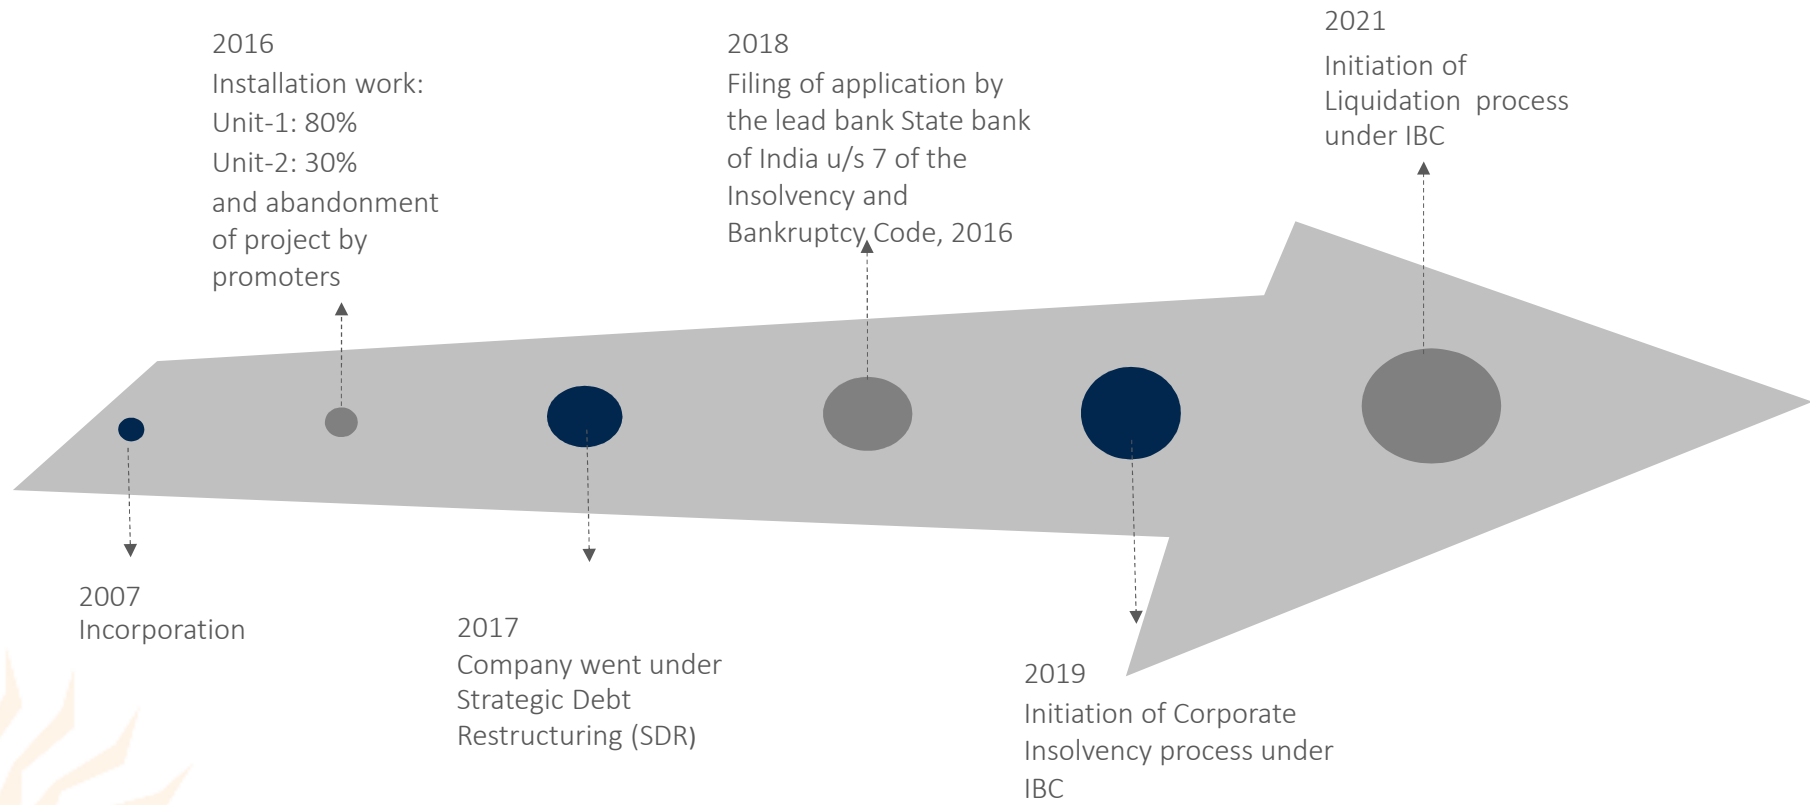 2007
Incorporation
2016
Installation work:
Unit-1: 80%
Unit-2: 30%
and abandonment
of project by
promoters
2017
Company went under
Strategic Debt
Restructuring (SDR)
2018
Filing of application by
the lead bank State bank
of India u/s 7 of the
Insolvency and
Bankruptcy Code, 2016
2019
Initiation of Corporate
Insolvency process under
IBC
2021
Initiation of
Liquidation process
under IBC